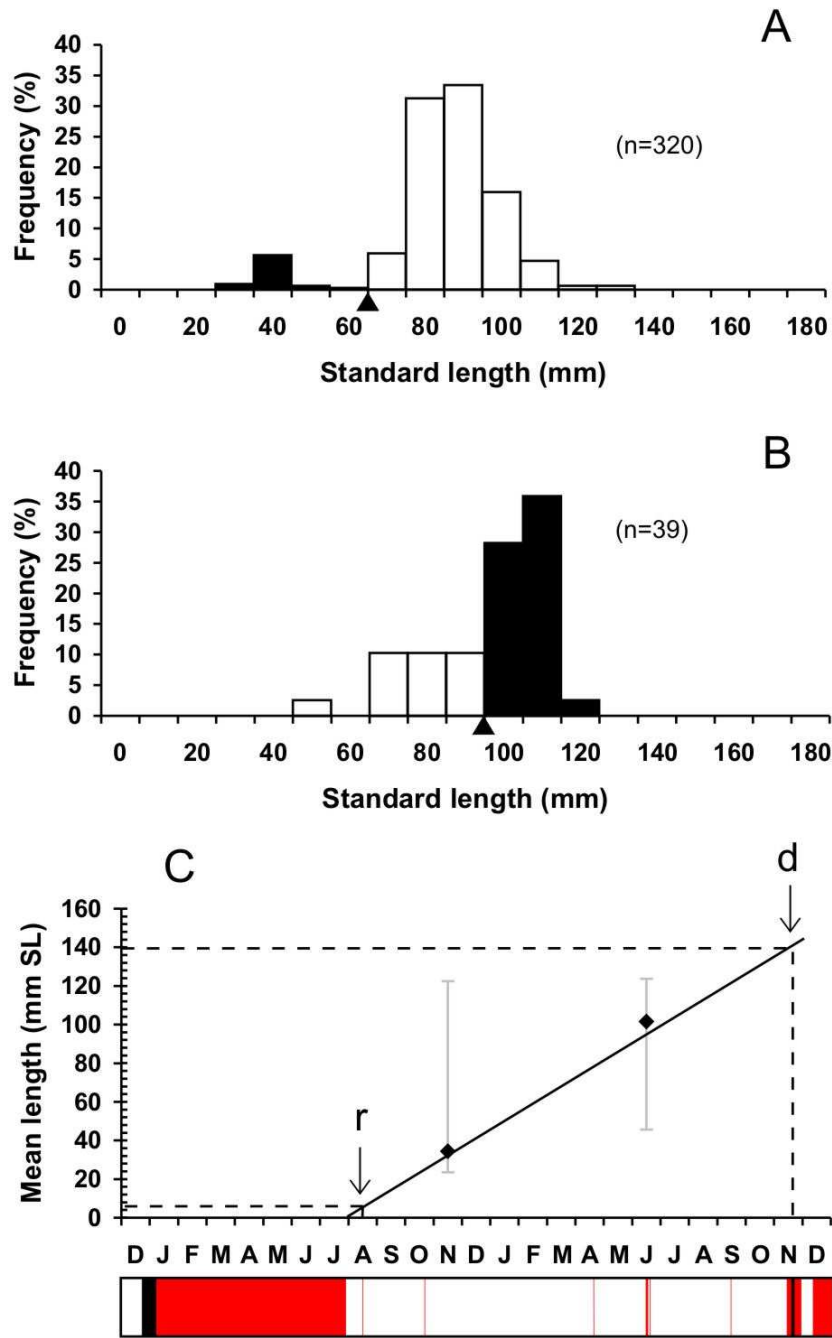 A
40
35
30
25
20
15
10
5
0
Frequency (%)
(n=320)
0 20 40 60 80 100 120 140 160 180
Standard length (mm)
B
40
35
30
25
20
15
10
5
0
Frequency (%)
(n=39)
0 20 40 60 80 100 120 140 160 180
Standard length (mm)
C
d
160
140
120
100
80
60
40
20
0
Mean length (mm SL)
r
D J F M A M J J A S O N D J F M A M J J A S O N D